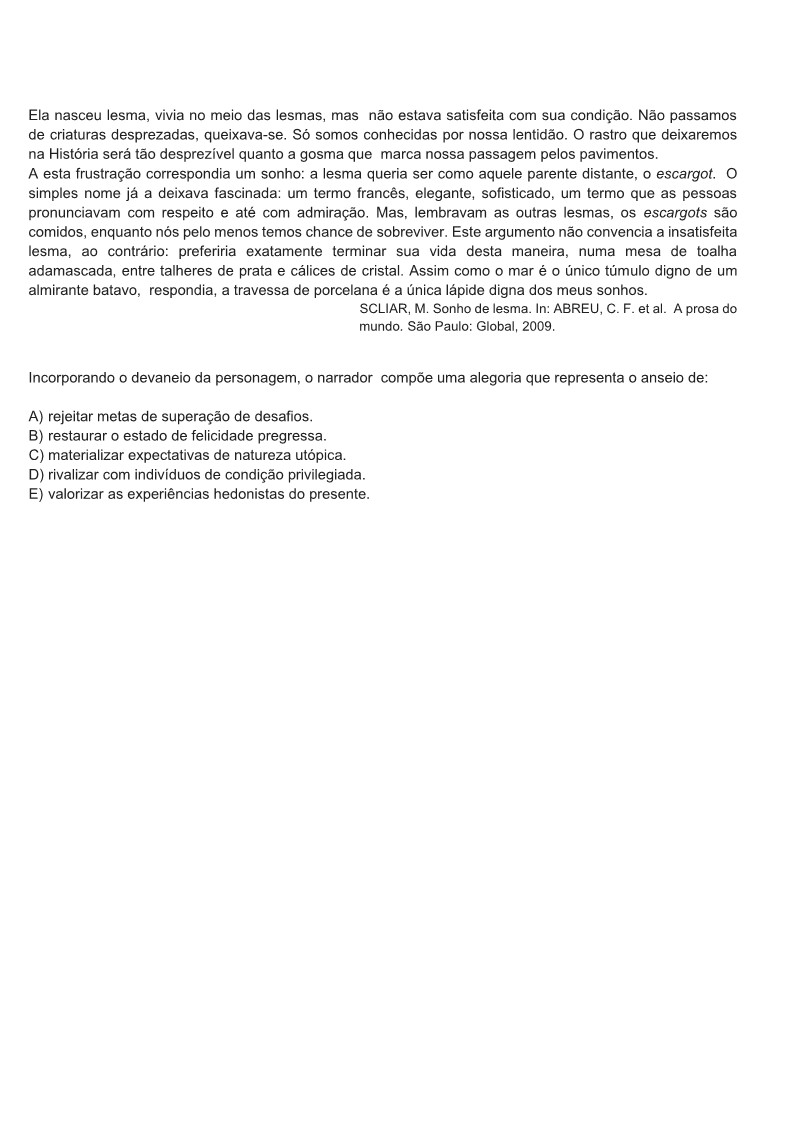 Ela nasceu lesma, vivia no meio das lesmas, mas não estava satisfeita com sua condição. Não passamos
de criaturas desprezadas, queixava-se. Só somos conhecidas por nossa lentidão. O rastro que deixaremos
na História será tão desprezível quanto a gosma que marca nossa passagem pelos pavimentos.
A esta frustração correspondia um sonho: a lesma queria ser como aquele parente distante, o escargot. O
simples nome já a deixava fascinada: um termo francês, elegante, sofisticado, um termo que as pessoas
pronunciavam com respeito e até com admiração. Mas, lembravam as outras lesmas, os escargots são
comidos, enquanto nós pelo menos temos chance de sobreviver. Este argumento não convencia a insatisfeita
lesma, ao contrário: preferiria exatamente terminar sua vida desta maneira, numa mesa de toalha
adamascada, entre talheres de prata e cálices de cristal. Assim como o mar é o único túmulo digno de um
almirante batavo, respondia, a travessa de porcelana é a única lápide digna dos meus sonhos.
SCLIAR, M. Sonho de lesma. In: ABREU, C. F. et al. A prosa do
mundo. São Paulo: Global, 2009.
Incorporando o devaneio da personagem, o narrador compõe uma alegoria que representa o anseio de:
A) rejeitar metas de superação de desafios.
B) restaurar o estado de felicidade pregressa.
C) materializar expectativas de natureza utópica.
D) rivalizar com indivíduos de condição privilegiada.
E) valorizar as experiências hedonistas do presente.